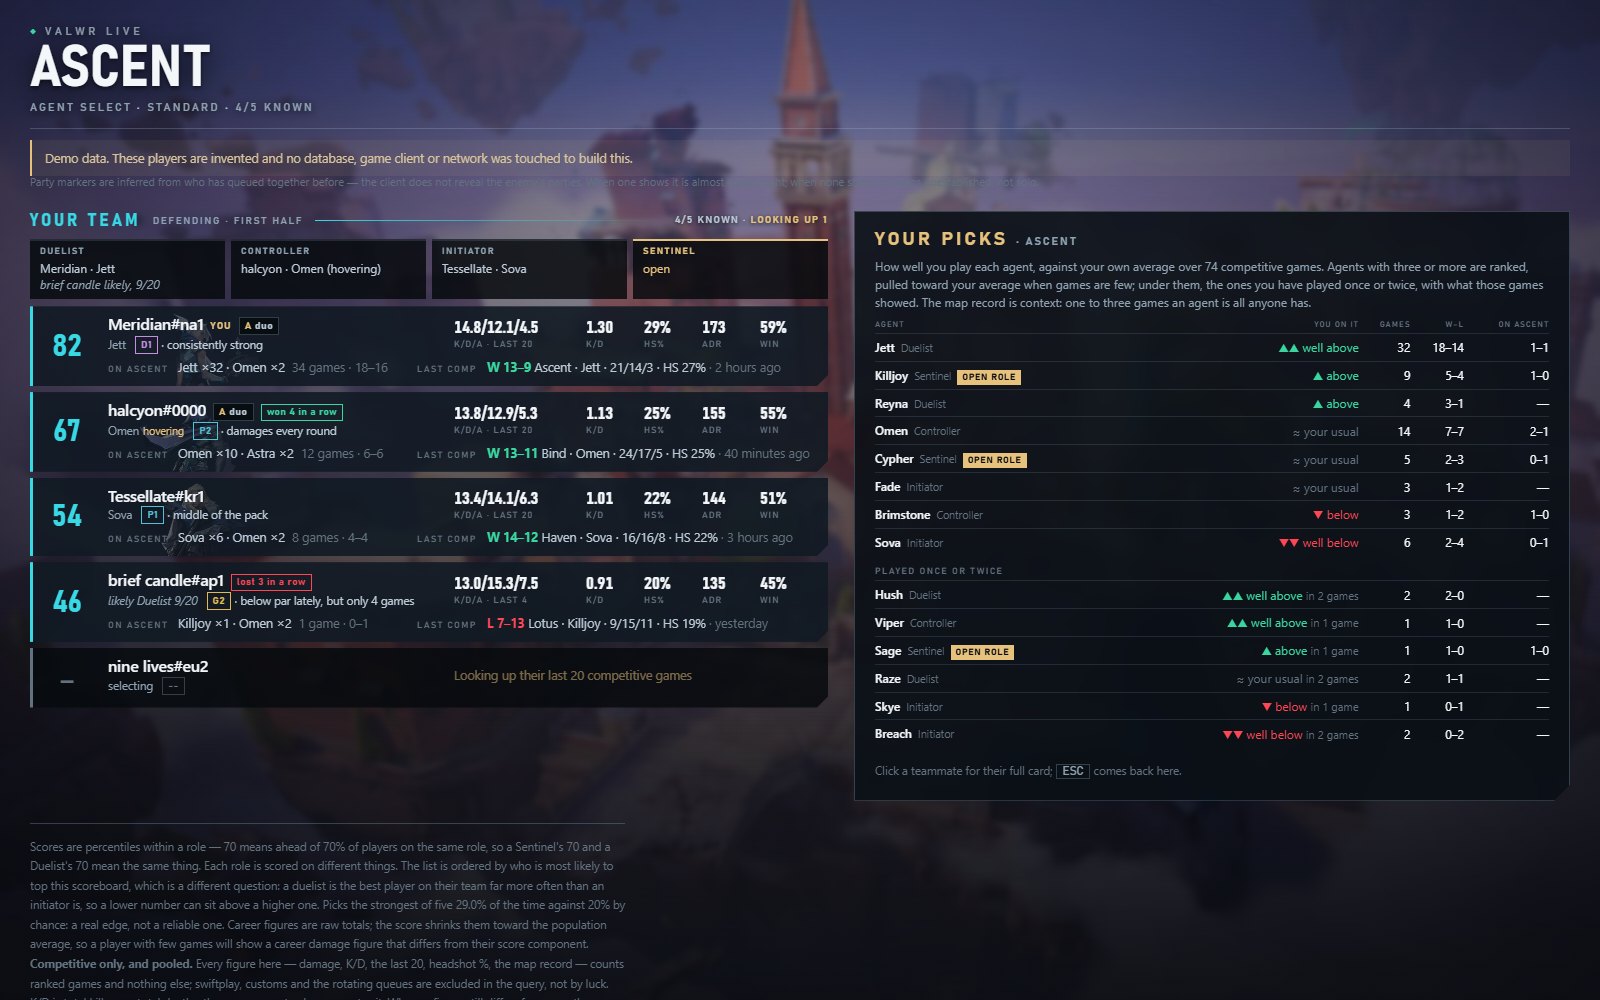 ◆ VALWR LIVE
ASCENT
AGENT SELECT · STANDARD · 4/5 KNOWN
Demo data. These players are invented and no database, game client or network was touched to build this.
Party markers are inferred from who has queued together before — the client does not reveal the enemy's names. When one shows it is almost
YOUR TEAM DEFENDING · FIRST HALF 4/5 KNOWN · LOOKING UP 1
DUELIST
Meridian · Jett
brief candle likely, 9/20
CONTROLLER
halcyon · Omen (hovering)
INITIATOR
Tessellate · Sova
SENTINEL
open
82
Meridian#na1 YOU A duo
Jett D1 · consistently strong
14.8/12.1/4.5 1.30 29% 173 59%
K/D/A · LAST 20 K/D HS% ADR WIN
ON ASCENT Jett ×32 · Omen ×2 34 games · 18–16 LAST COMP W 13–9 Ascent · Jett · 21/14/3 · HS 27% · 2 hours ago
67
halcyon#0000 A duo won 4 in a row
Omen hovering P2 · damages every round
13.8/12.9/5.3 1.13 25% 155 55%
K/D/A · LAST 20 K/D HS% ADR WIN
ON ASCENT Omen ×10 · Astra ×2 12 games · 6–6 LAST COMP W 13–11 Bind · Omen · 24/17/5 · HS 25% · 40 minutes ago
54
Tessellate#kr1
Sova P1 · middle of the pack
13.4/14.1/6.3 1.01 22% 144 51%
K/D/A · LAST 20 K/D HS% ADR WIN
ON ASCENT Sova ×6 · Omen ×2 8 games · 4–4 LAST COMP W 14–12 Haven · Sova · 16/16/8 · HS 22% · 3 hours ago
46
brief candle#ap1 lost 3 in a row
likely Duelist 9/20 G2 · below par lately, but only 4 games
13.0/15.3/7.5 0.91 20% 135 45%
K/D/A · LAST 4 K/D HS% ADR WIN
ON ASCENT Killjoy ×1 · Omen ×2 1 game · 0–1 LAST COMP L 7–13 Lotus · Killjoy · 9/15/11 · HS 19% · yesterday
–
nine lives#eu2
selecting --
Looking up their last 20 competitive games
YOUR PICKS · ASCENT
How well you play each agent, against your own average over 74 competitive games. Agents with three or more are ranked,
pulled toward your average when games are few; under them, the ones you have played once or twice, with what those games
showed. The map record is context: one to three games an agent is all anyone has.
AGENT YOU ON IT GAMES W–L ON ASCENT
Jett Duelist ▲▲ well above 32 18–14 1–1
Killjoy Sentinel OPEN ROLE ▲ above 9 5–4 1–0
Reyna Duelist ▲ above 4 3–1 —
Omen Controller ≈ your usual 14 7–7 2–1
Cypher Sentinel OPEN ROLE ≈ your usual 5 2–3 0–1
Fade Initiator ≈ your usual 3 1–2 —
Brimstone Controller ▼ below 3 1–2 1–0
Sova Initiator ▼▼ well below 6 2–4 0–1
PLAYED ONCE OR TWICE
Hush Duelist ▲▲ well above in 2 games 2 2–0 —
Viper Controller ▲▲ well above in 1 game 1 1–0 —
Sage Sentinel OPEN ROLE ▲ above in 1 game 1 1–0 1–0
Raze Duelist ≈ your usual in 2 games 2 1–1 —
Skye Initiator ▼ below in 1 game 1 0–1 —
Breach Initiator ▼▼ well below in 2 games 2 0–2 —
Click a teammate for their full card; ESC comes back here.
Scores are percentiles within a role — 70 means ahead of 70% of players on the same role, so a Sentinel's 70 and a
Duelist's 70 mean the same thing. Each role is scored on different things. The list is ordered by who is most likely to
top this scoreboard, which is a different question: a duelist is the best player on their team far more often than an
initiator is, so a lower number can sit above a higher one. Picks the strongest of five 29.0% of the time against 20% by
chance: a real edge, not a reliable one. Career figures are raw totals; the score shrinks them toward the population
average, so a player with few games will show a career damage figure that differs from their score component.
Competitive only, and pooled. Every figure here — damage, K/D, the last 20, headshot %, the map record — counts
ranked games and nothing else; swiftplay, customs and the rotating queues are excluded in the query, not by luck.